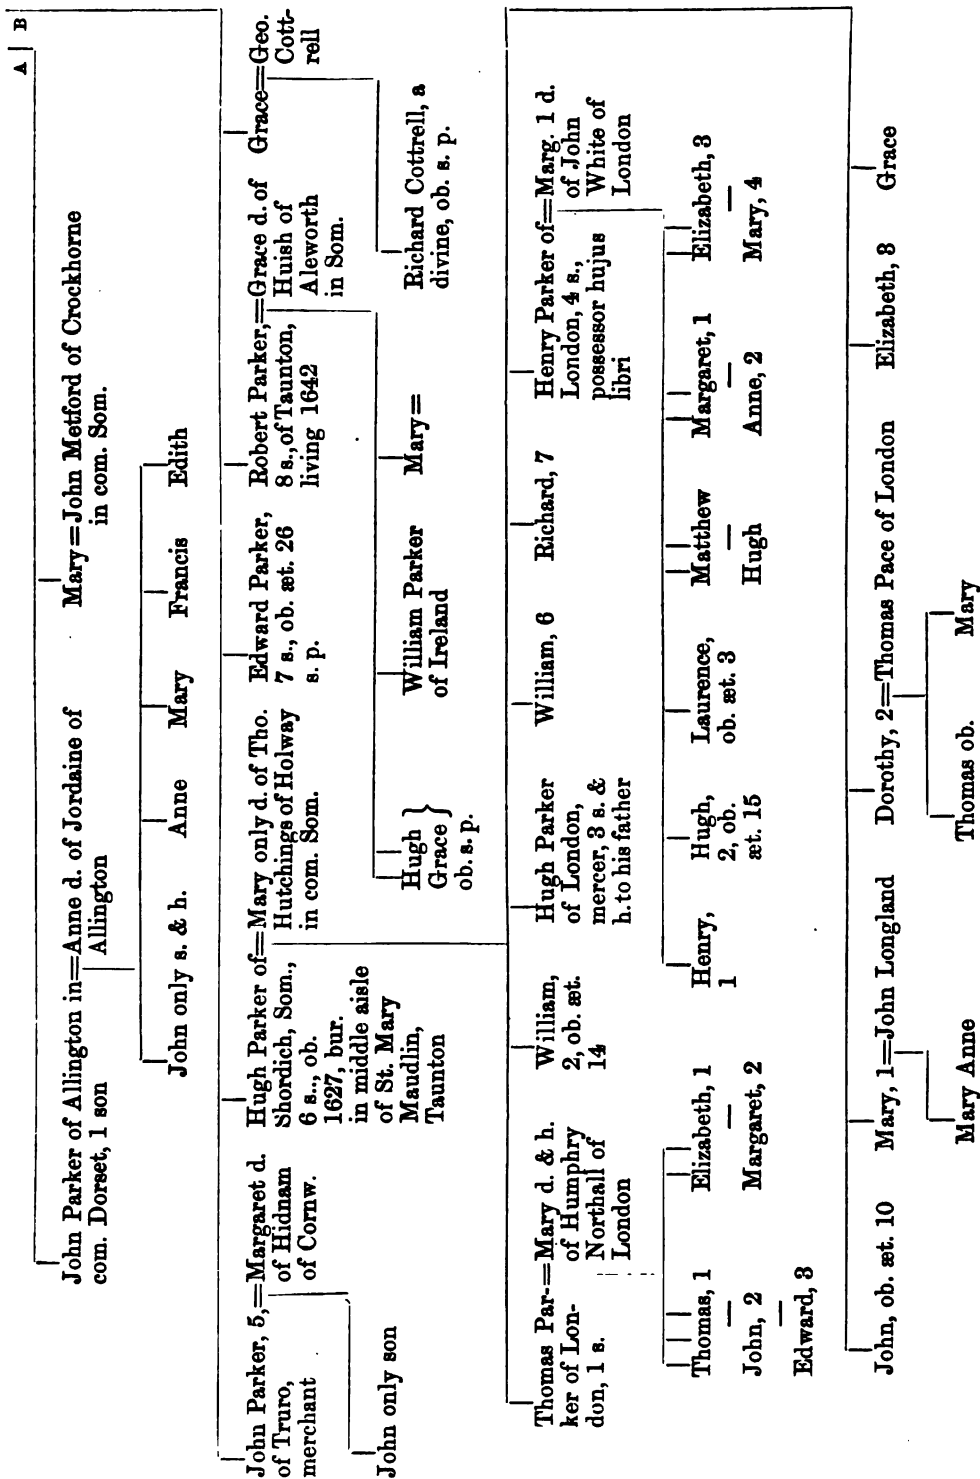 A | B
John Parker of Allington in=Anne d. of Jordaine of
com. Dorset, 1 son
Allington
Mary=John Metford of Crockhorne
in com. Som.
John only s. & h.
Anne
Mary
Francis
Edith
John Parker, 5,=Margaret d.
of Truro,
merchant
of Hidnam
of Cornw.
John only son
Hugh Parker of=Mary only d. of Tho.
Shordich, Som.,
6 s., ob.
1627, bur.
in middle aisle
of St. Mary
Maudlin,
Taunton
Hutchings of Holway
in com. Som.
Edward Parker,
7 s., ob. æt. 26
s. p.
Robert Parker,=Grace d. of
8 s., of Taunton,
living 1642
Huish of
Aleworth
in Som.
Grace=Geo.
Cott-
rell
Hugh }
Grace }
ob. s. p.
William Parker
of Ireland
Mary=
Richard Cottrell, a
divine, ob. s. p.
Thomas Par-=Mary d. & h.
ker of Lon-
don, 1 s.
of Humphry
Northall of
London
William,
2, ob. æt.
14
Hugh Parker
of London,
mercer, 3 s. &
h. to his father
William, 6
Richard, 7
Henry Parker of=Marg. 1 d.
London, 4 s.,
possessor hujus
libri
of John
White of
London
Thomas, 1
John, 2
Edward, 3
Elizabeth, 1
Margaret, 2
Henry,
1
Hugh,
2, ob.
æt. 15
Laurence,
ob. æt. 3
Matthew
Hugh
Margaret, 1
Anne, 2
Elizabeth, 3
Mary, 4
John, ob. æt. 10
Mary, 1=John Longland
Dorothy, 2=Thomas Pace of London
Elizabeth, 3
Grace
Mary Anne
Thomas ob.
Mary